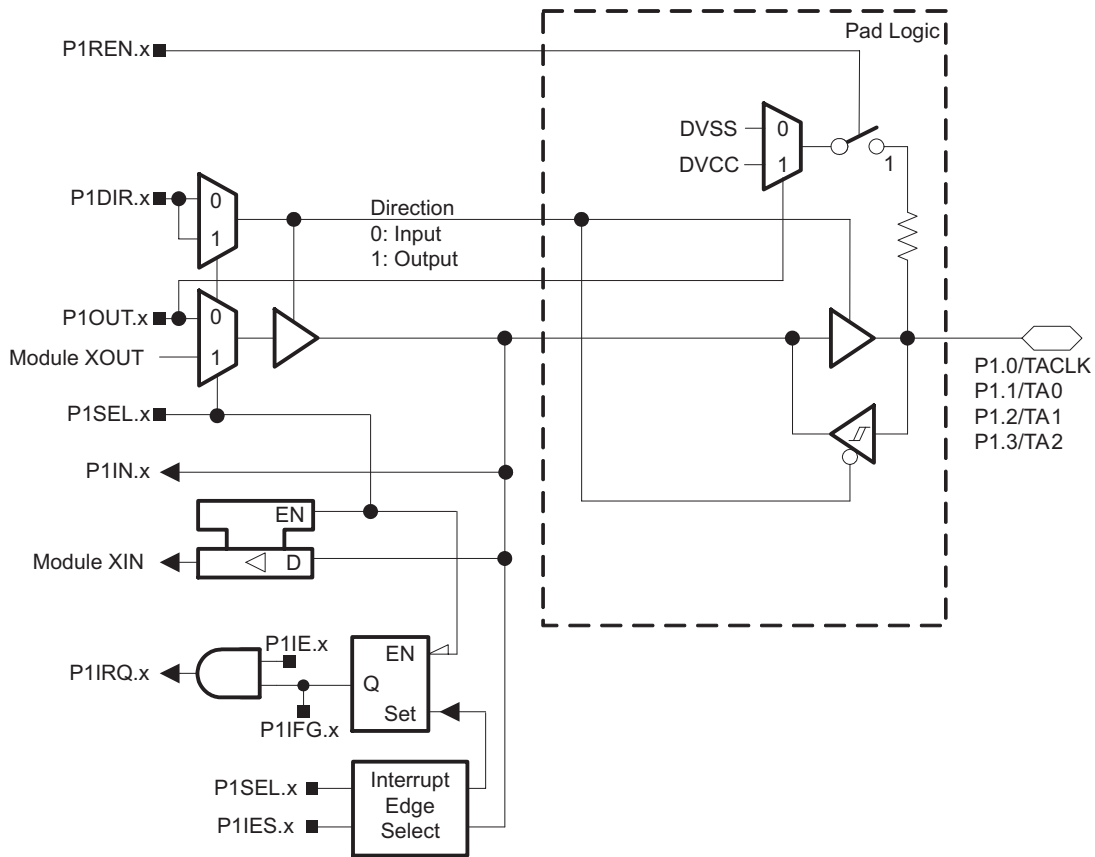 Pad Logic
P1REN.x
DVSS
0
DVCC
1
1
P1DIR.x
0
1
Direction
0: Input
1: Output
P1OUT.x
0
Module XOUT
1
P1.0/TACLK
P1.1/TA0
P1.2/TA1
P1.3/TA2
P1SEL.x
P1IN.x
EN
Module XIN
D
P1IE.x
EN
P1IRQ.x
Q
Set
P1IFG.x
P1SEL.x
P1IES.x
Interrupt
Edge
Select